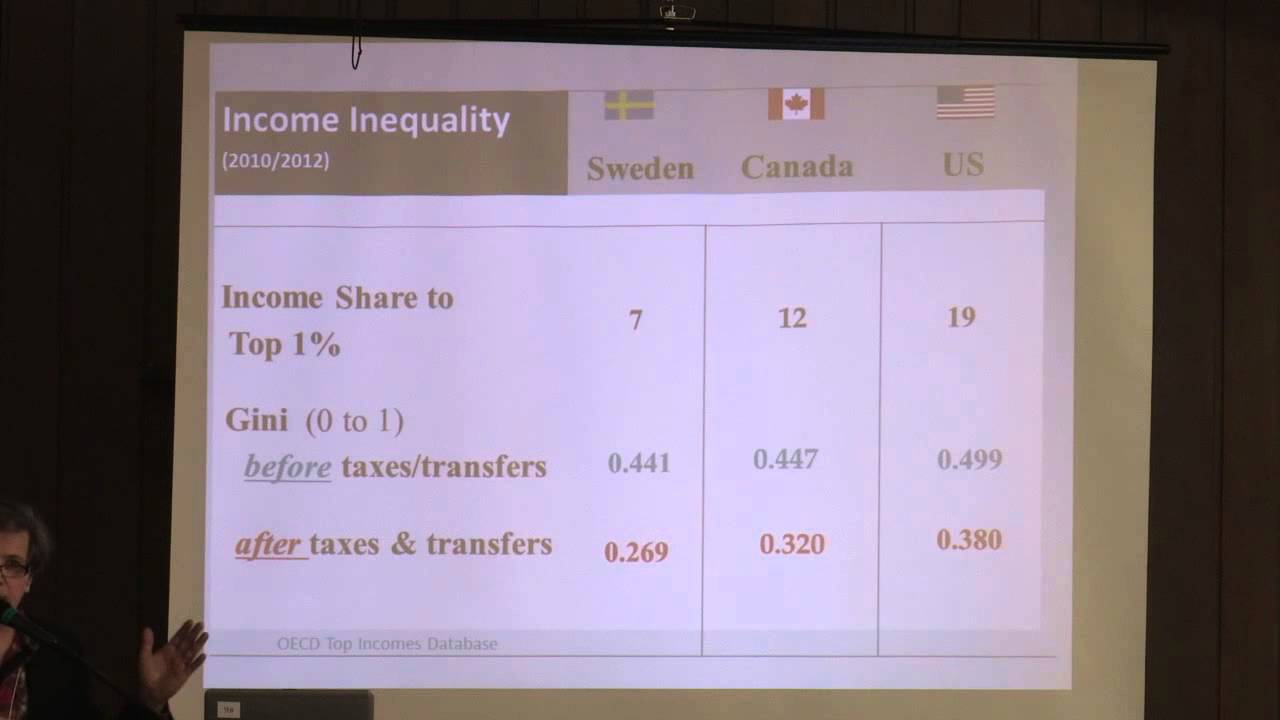 Income Inequality
(2010/2012)
Sweden Canada US
Income Share to
Top 1%
7 12 19
Gini (0 to 1)
before taxes/transfers 0.441 0.447 0.499
after taxes & transfers 0.269 0.320 0.380
OECD Top Incomes Database